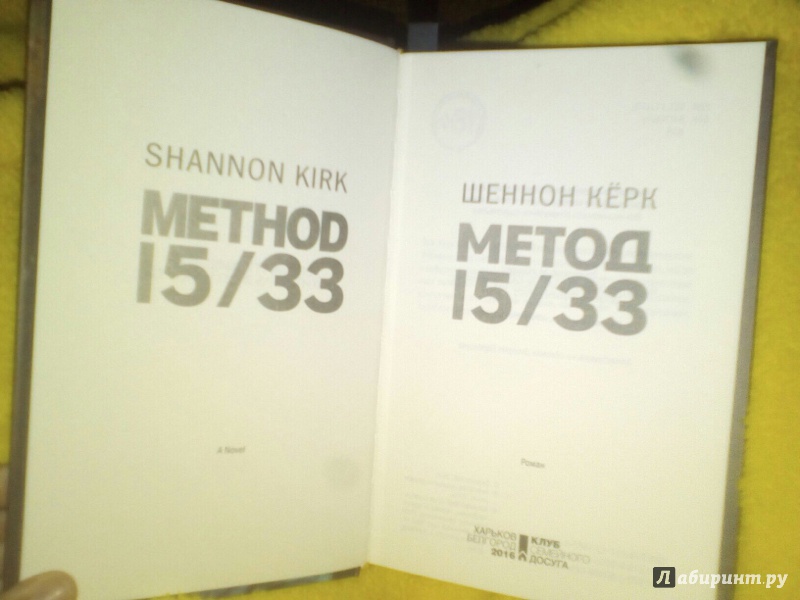 SHANNON KIRK
METHOD
15/33
A Novel
ШЕННОН КЁРК
МЕТОД
15/33
Роман
ХАРЬКОВ
БЕЛГОРОД
2016
КЛУБ
СЕМЕЙНОГО
ДОСУГА
Лабиринт.ру